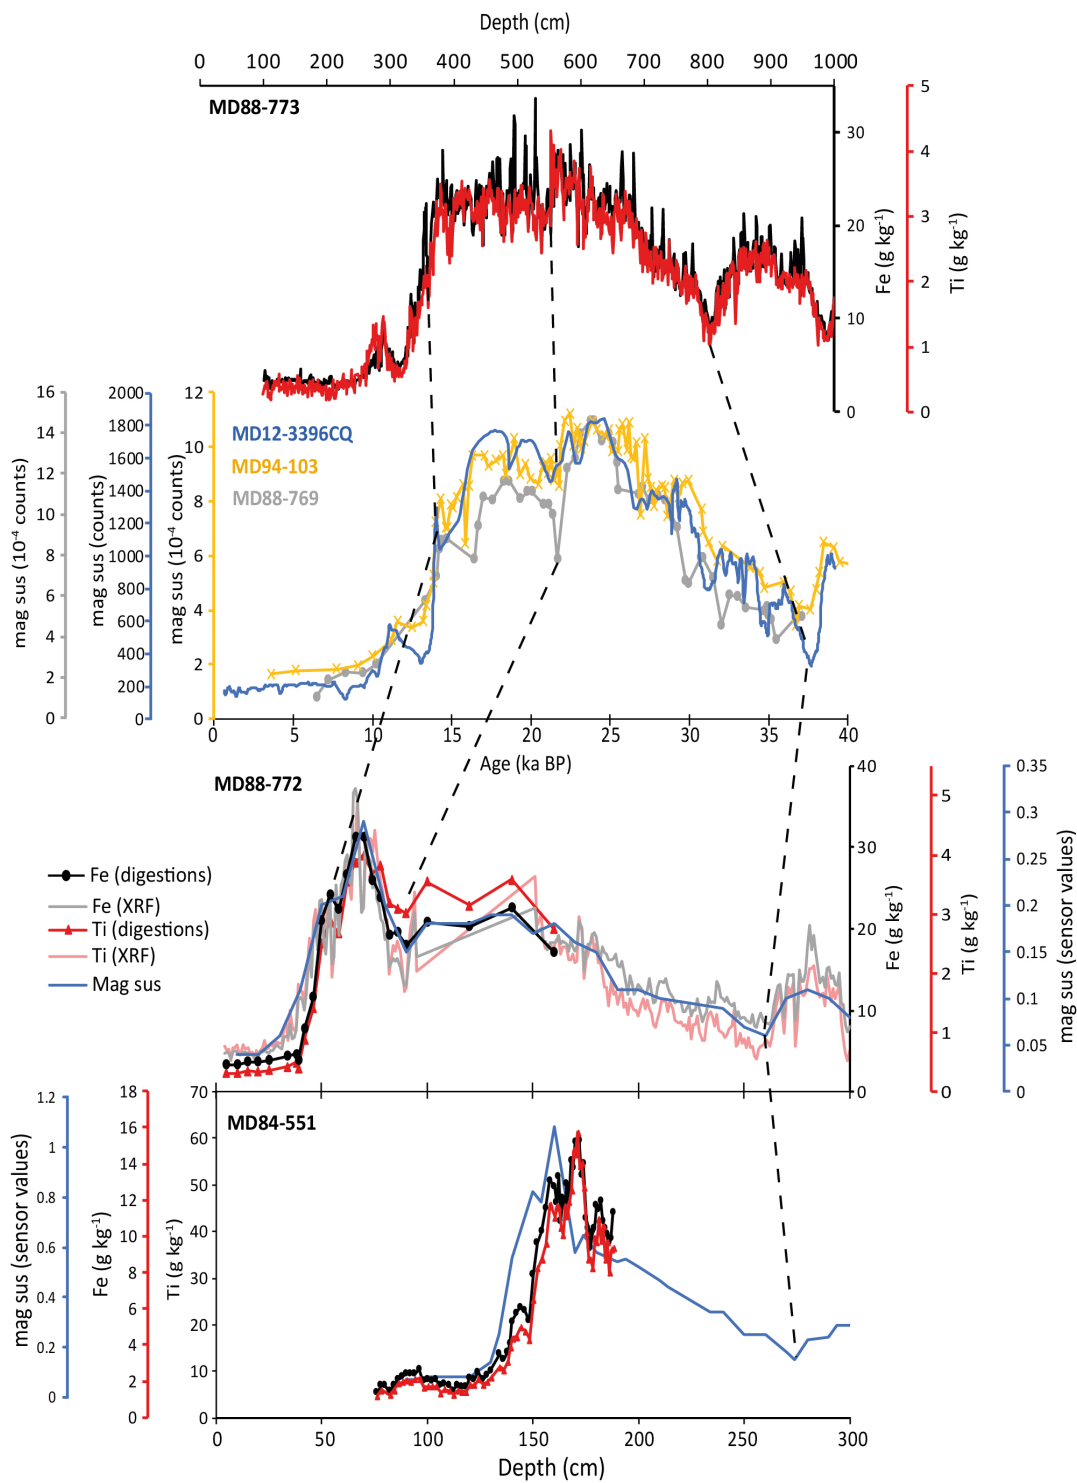 Depth (cm)
0 100 200 300 400 500 600 700 800 900 1000
MD88-773
30
20
10
0
Fe (g kg⁻¹)
5
4
3
2
1
0
Ti (g kg⁻¹)
16
14
12
10
8
6
4
2
0
mag sus (10⁻⁴ counts)
2000
1800
1600
1400
1200
1000
800
600
400
200
0
mag sus (counts)
12
10
8
6
4
2
0
mag sus (10⁻⁴ counts)
MD12-3396CQ
MD94-103
MD88-769
0 5 10 15 20 25 30 35 40
Age (ka BP)
MD88-772
Fe (digestions)
Fe (XRF)
Ti (digestions)
Ti (XRF)
Mag sus
40
30
20
10
0
Fe (g kg⁻¹)
5
4
3
2
1
0
Ti (g kg⁻¹)
0.35
0.3
0.25
0.2
0.15
0.1
0.05
0
mag sus (sensor values)
MD84-551
1.2
1
0.8
0.6
0.4
0.2
0
mag sus (sensor values)
18
16
14
12
10
8
6
4
2
0
Fe (g kg⁻¹)
70
60
50
40
30
20
10
0
Ti (g kg⁻¹)
0 50 100 150 200 250 300
Depth (cm)